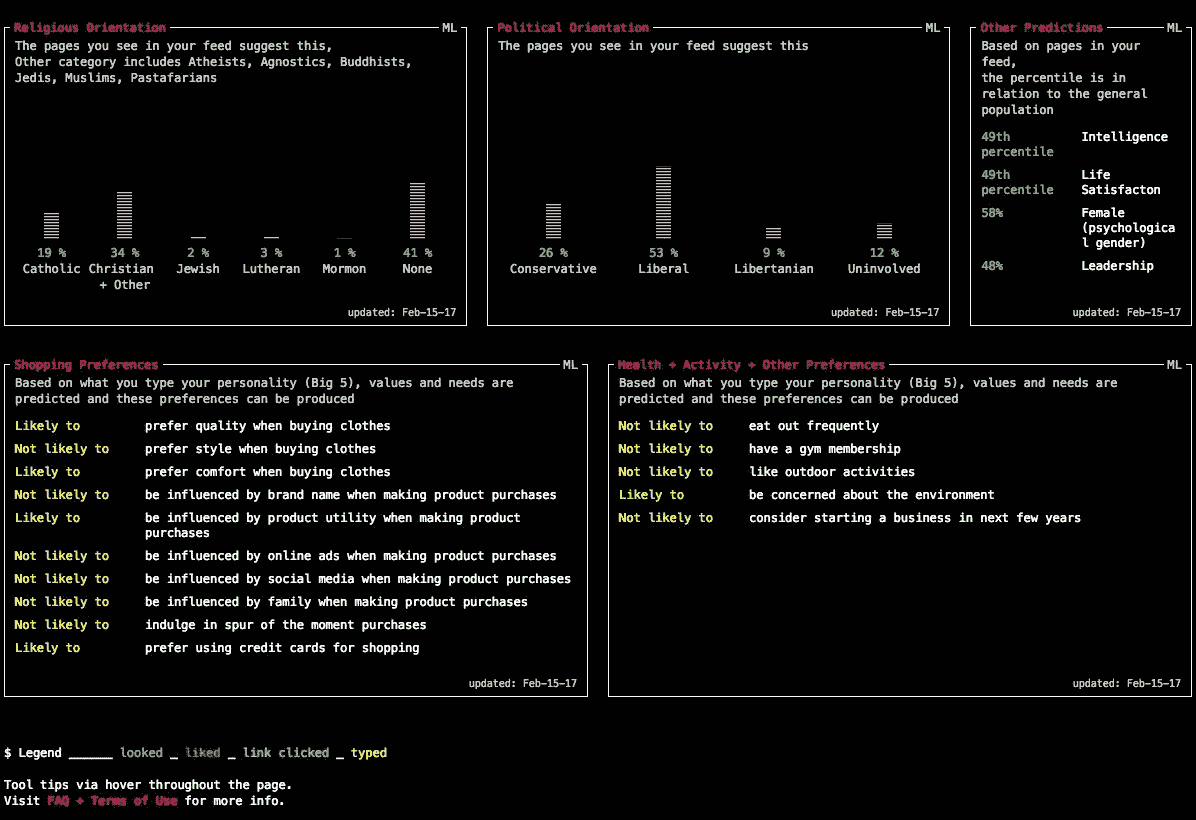 Religious Orientation ML
The pages you see in your feed suggest this,
Other category includes Atheists, Agnostics, Buddhists,
Jedis, Muslims, Pastafarians
19 % 34 % 2 % 3 % 1 % 41 %
Catholic Christian Jewish Lutheran Mormon None
+ Other
updated: Feb-15-17
Political Orientation ML
The pages you see in your feed suggest this
26 % 53 % 9 % 12 %
Conservative Liberal Libertanian Uninvolved
updated: Feb-15-17
Other Predictions ML
Based on pages in your
feed,
the percentile is in
relation to the general
population
49th Intelligence
percentile
49th Life
percentile Satisfacton
58% Female
(psychologica
l gender)
48% Leadership
updated: Feb-15-17
Shopping Preferences ML
Based on what you type your personality (Big 5), values and needs are
predicted and these preferences can be produced
Likely to prefer quality when buying clothes
Not likely to prefer style when buying clothes
Likely to prefer comfort when buying clothes
Not likely to be influenced by brand name when making product purchases
Likely to be influenced by product utility when making product
purchases
Not likely to be influenced by online ads when making product purchases
Not likely to be influenced by social media when making product purchases
Not likely to be influenced by family when making product purchases
Not likely to indulge in spur of the moment purchases
Likely to prefer using credit cards for shopping
updated: Feb-15-17
Health + Activity + Other Preferences ML
Based on what you type your personality (Big 5), values and needs are
predicted and these preferences can be produced
Not likely to eat out frequently
Not likely to have a gym membership
Not likely to like outdoor activities
Likely to be concerned about the environment
Not likely to consider starting a business in next few years
updated: Feb-15-17
$ Legend ______ looked _ liked _ link clicked _ typed
Tool tips via hover throughout the page.
Visit FAQ + Terms of Use for more info.